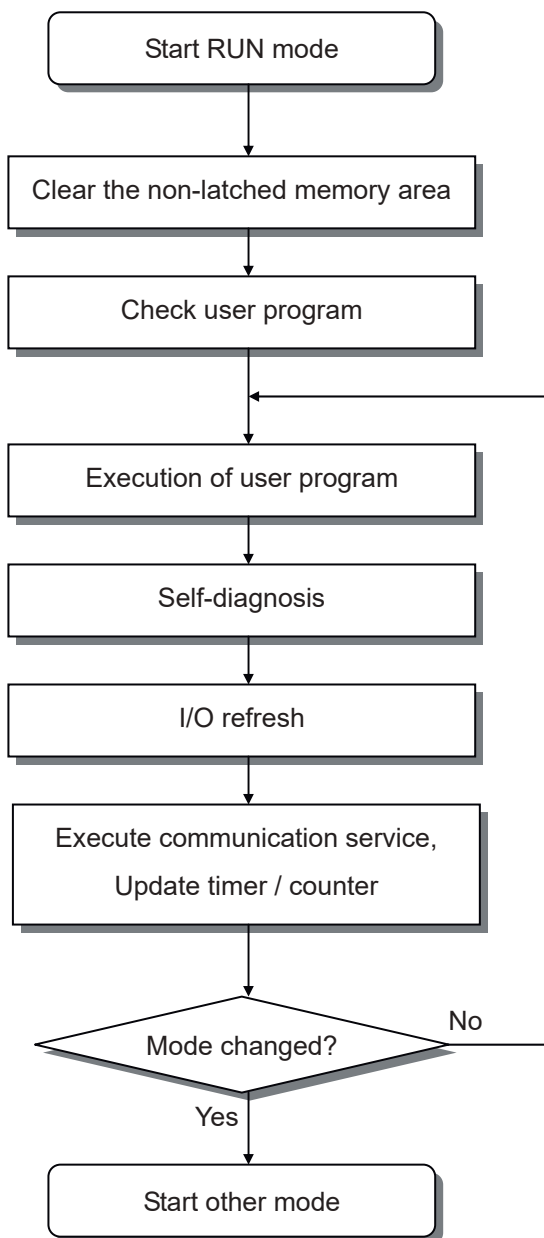 Start RUN mode
Clear the non-latched memory area
Check user program
Execution of user program
Self-diagnosis
I/O refresh
Execute communication service,
Update timer / counter
Mode changed?
No
Yes
Start other mode